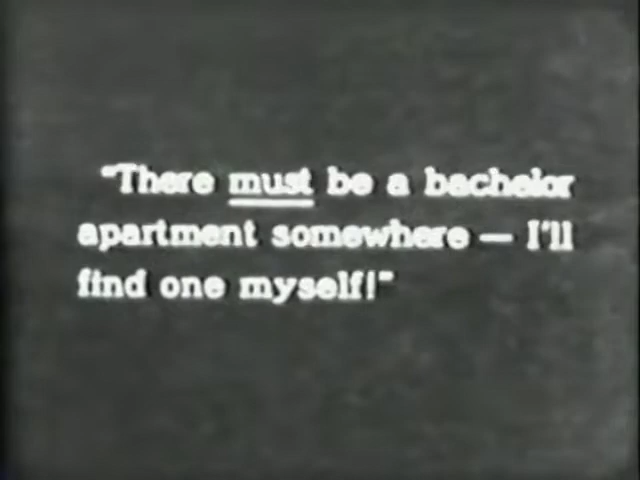 "There must be a bachelor
apartment somewhere — I'll
find one myself!"